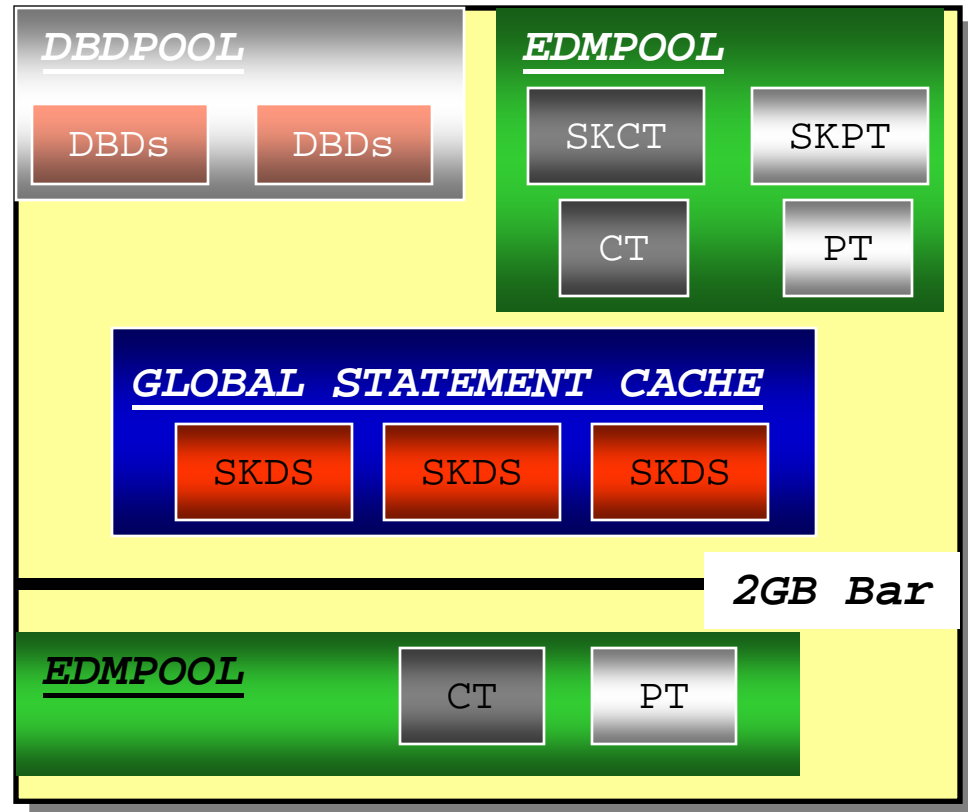 DBDPOOL
DBDs DBDs
EDMPOOL
SKCT SKPT
CT PT
GLOBAL STATEMENT CACHE
SKDS SKDS SKDS
2GB Bar
EDMPOOL
CT PT